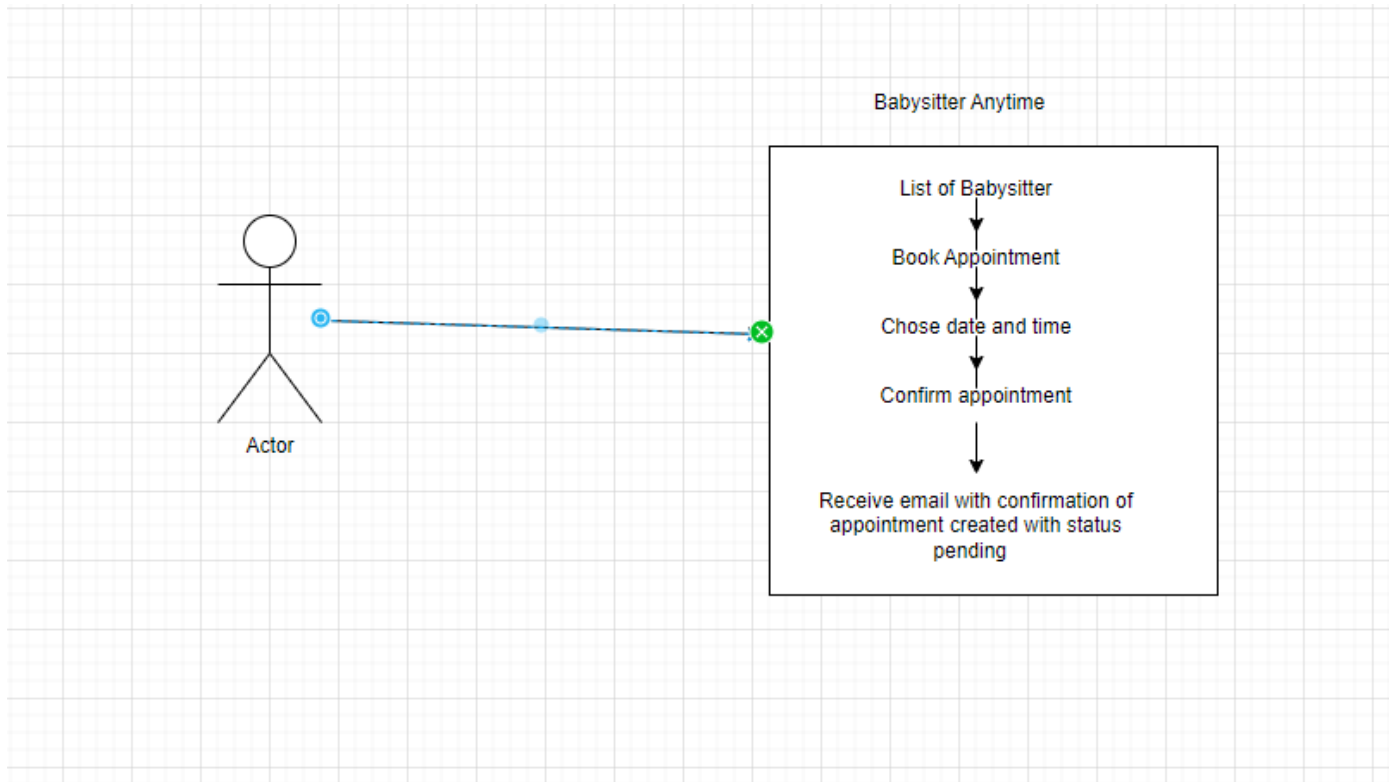 Babysitter Anytime
List of Babysitter
Book Appointment
Chose date and time
Confirm appointment
Actor
Receive email with confirmation of
appointment created with status
pending